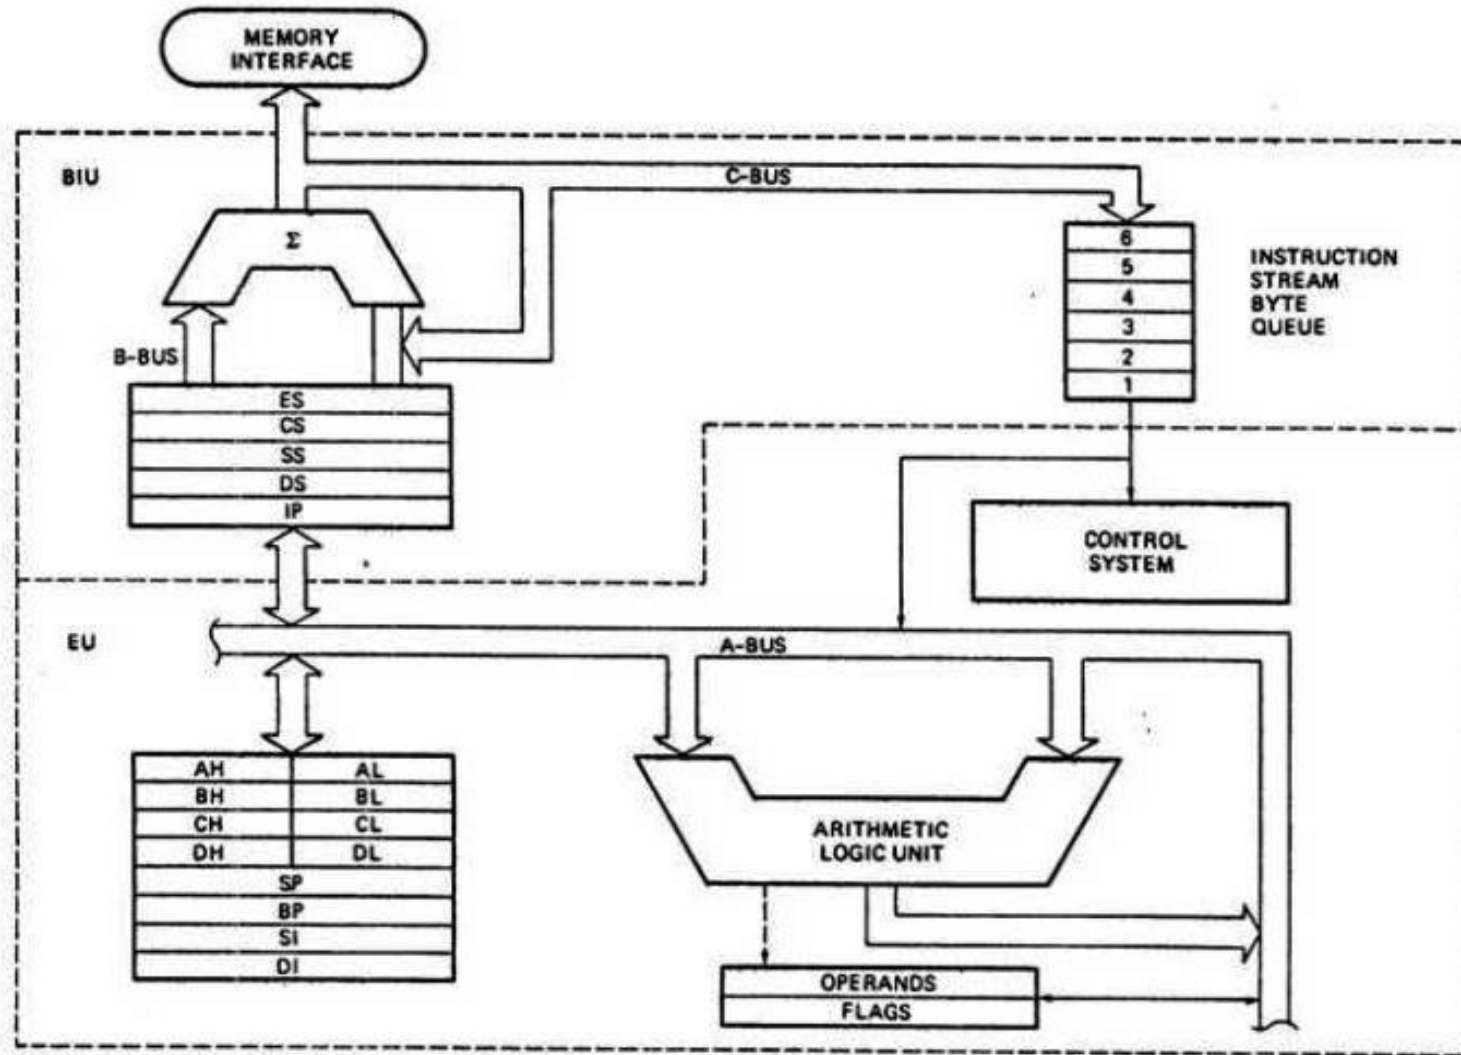 MEMORY
INTERFACE
BIU
C-BUS
Σ
6
5
4
3
2
1
INSTRUCTION
STREAM
BYTE
QUEUE
B-BUS
ES
CS
SS
DS
IP
CONTROL
SYSTEM
EU
A-BUS
AH AL
BH BL
CH CL
DH DL
SP
BP
SI
DI
ARITHMETIC
LOGIC UNIT
OPERANDS
FLAGS